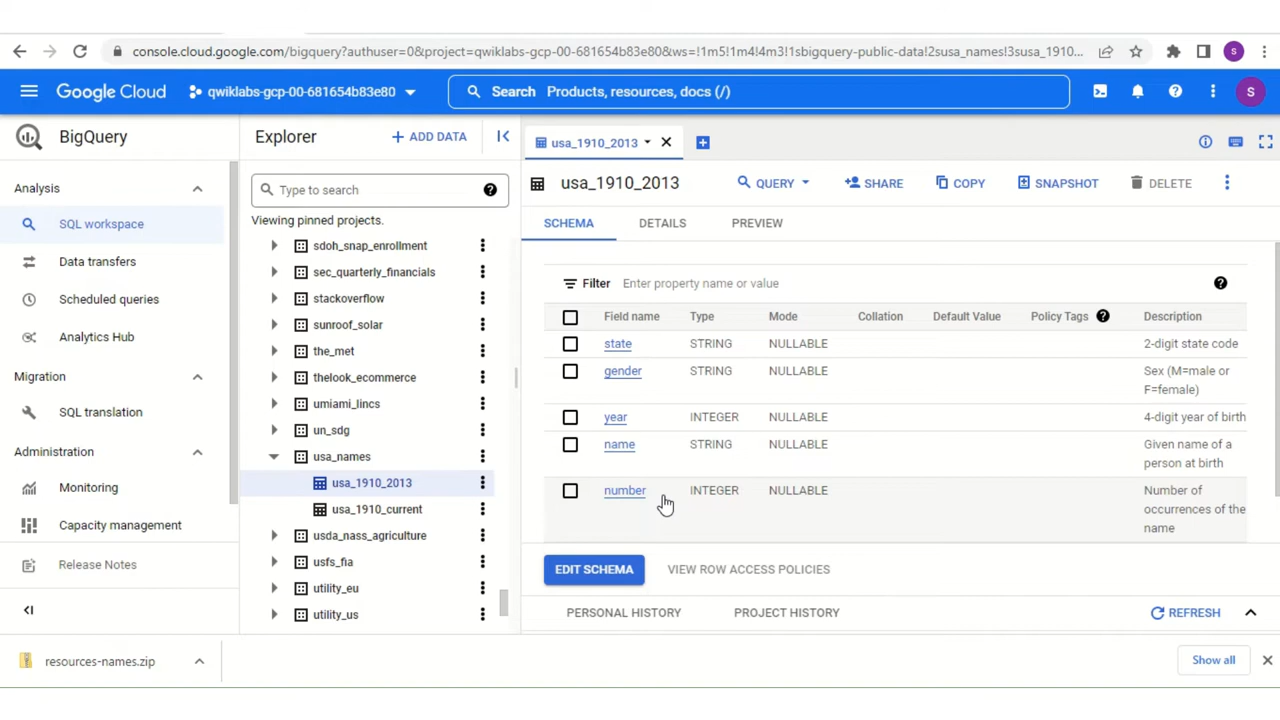 console.cloud.google.com/bigquery?authuser=0&project=qwiklabs-gcp-00-681654b83e80&ws=!1m5!1m4!4m3!1sbigquery-public-data!2susa_names!3susa_1910...
S
Google Cloud
qwiklabs-gcp-00-681654b83e80
Search Products, resources, docs (/)
S
BigQuery
Analysis
SQL workspace
Data transfers
Scheduled queries
Analytics Hub
Migration
SQL translation
Administration
Monitoring
Capacity management
Release Notes
Explorer
+ ADD DATA
Type to search
Viewing pinned projects.
sdoh_snap_enrollment
sec_quarterly_financials
stackoverflow
sunroof_solar
the_met
thelook_ecommerce
umiami_lincs
un_sdg
usa_names
usa_1910_2013
usa_1910_current
usda_nass_agriculture
usfs_fia
utility_eu
utility_us
usa_1910_2013
usa_1910_2013
QUERY
SHARE
COPY
SNAPSHOT
DELETE
SCHEMA DETAILS PREVIEW
Filter Enter property name or value
Field name Type Mode Collation Default Value Policy Tags Description
state STRING NULLABLE 2-digit state code
gender STRING NULLABLE Sex (M=male or
F=female)
year INTEGER NULLABLE 4-digit year of birth
name STRING NULLABLE Given name of a
person at birth
number INTEGER NULLABLE Number of
occurrences of the
name
EDIT SCHEMA
VIEW ROW ACCESS POLICIES
PERSONAL HISTORY PROJECT HISTORY
REFRESH
resources-names.zip
Show all